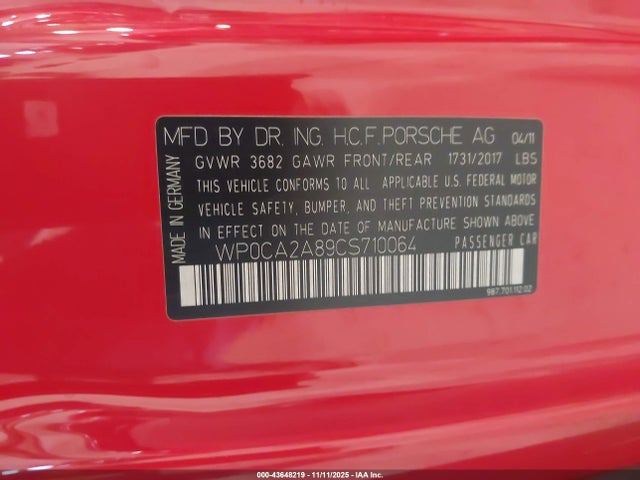 MFD BY DR. ING. H.C.F. PORSCHE AG 04/11
GVWR 3682 GAWR FRONT/REAR 1731/2017 LBS
THIS VEHICLE CONFORMS TO ALL APPLICABLE U.S. FEDERAL MOTOR
VEHICLE SAFETY, BUMPER, AND THEFT PREVENTION STANDARDS
IN EFFECT ON THE DATE OF MANUFACTURE SHOWN ABOVE
WP0CA2A89CS710064 PASSENGER CAR
MADE IN GERMANY
987.701.112.02
000-43648219 - 11/11/2025 - IAA Inc.